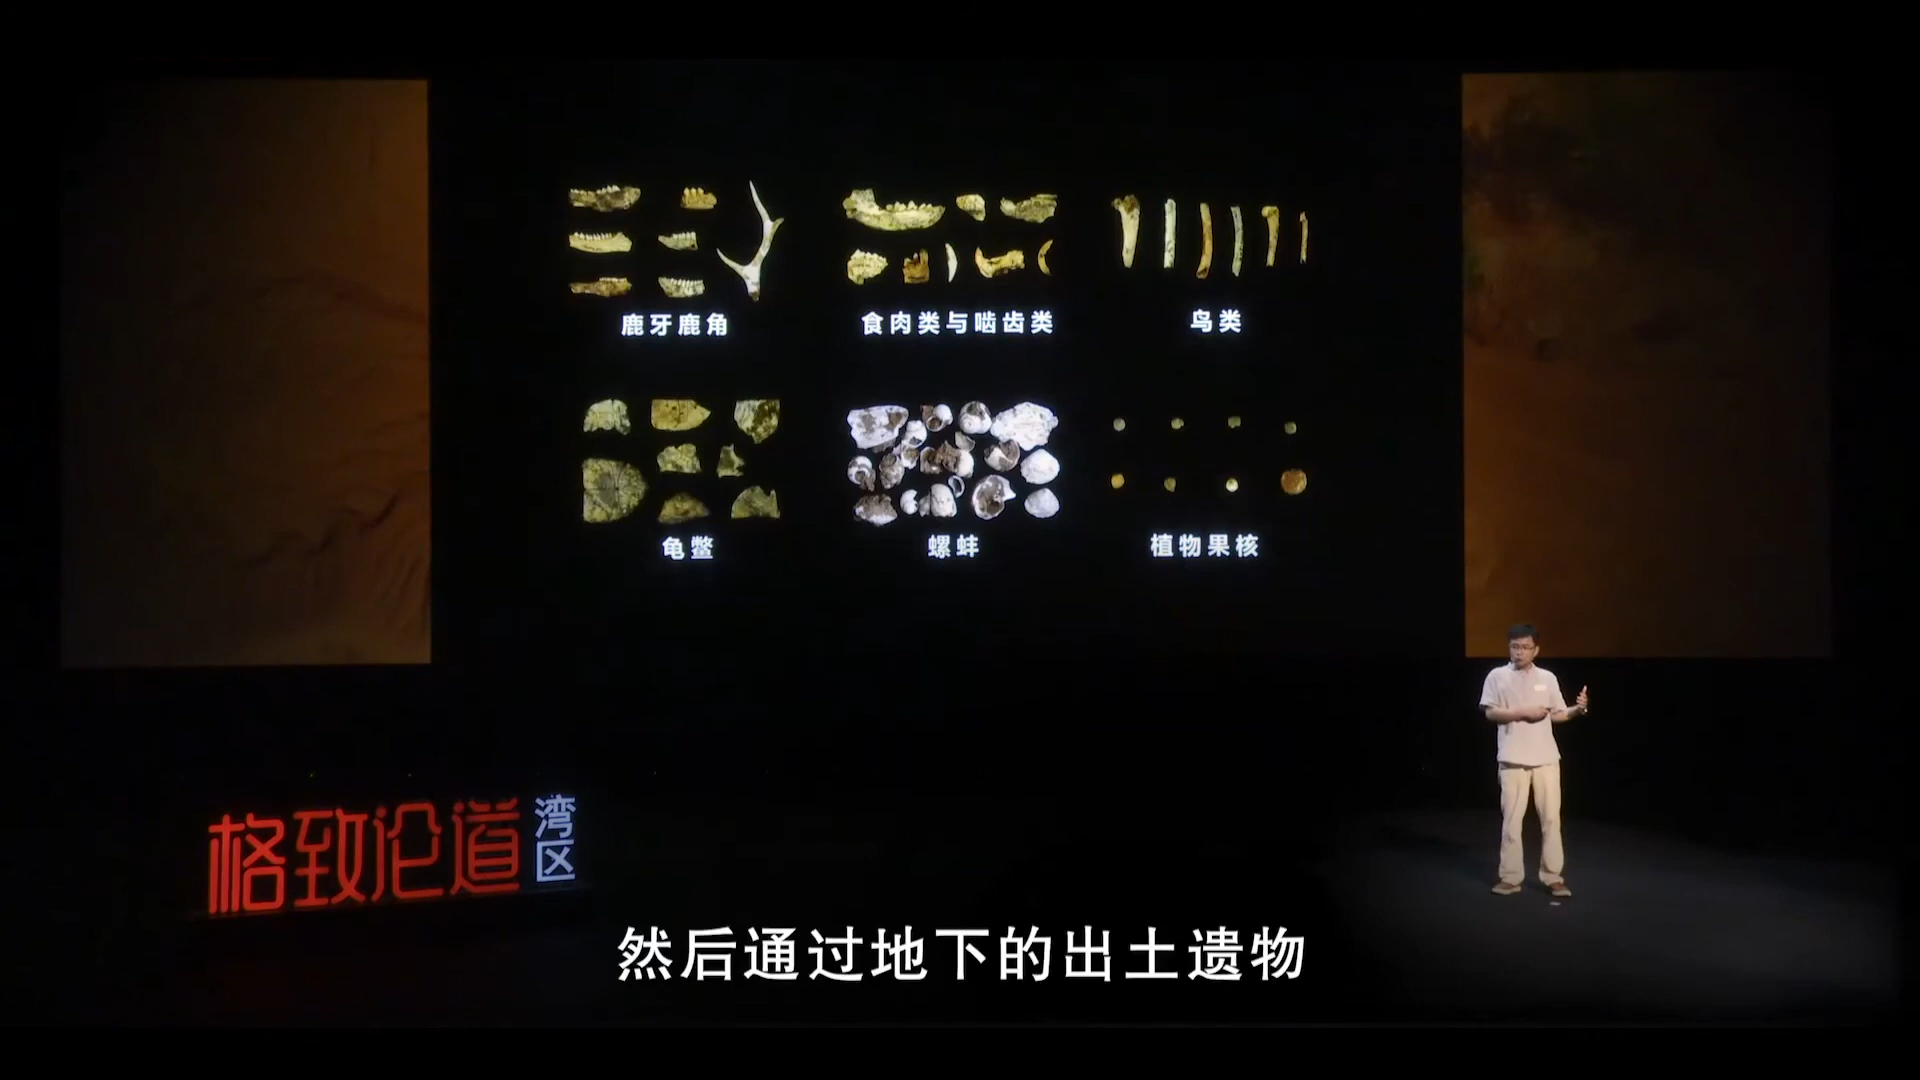 鹿牙鹿角
食肉类与啮齿类
鸟类
龟鳖
螺蚌
植物果核
格致论道
湾区
然后通过地下的出土遗物